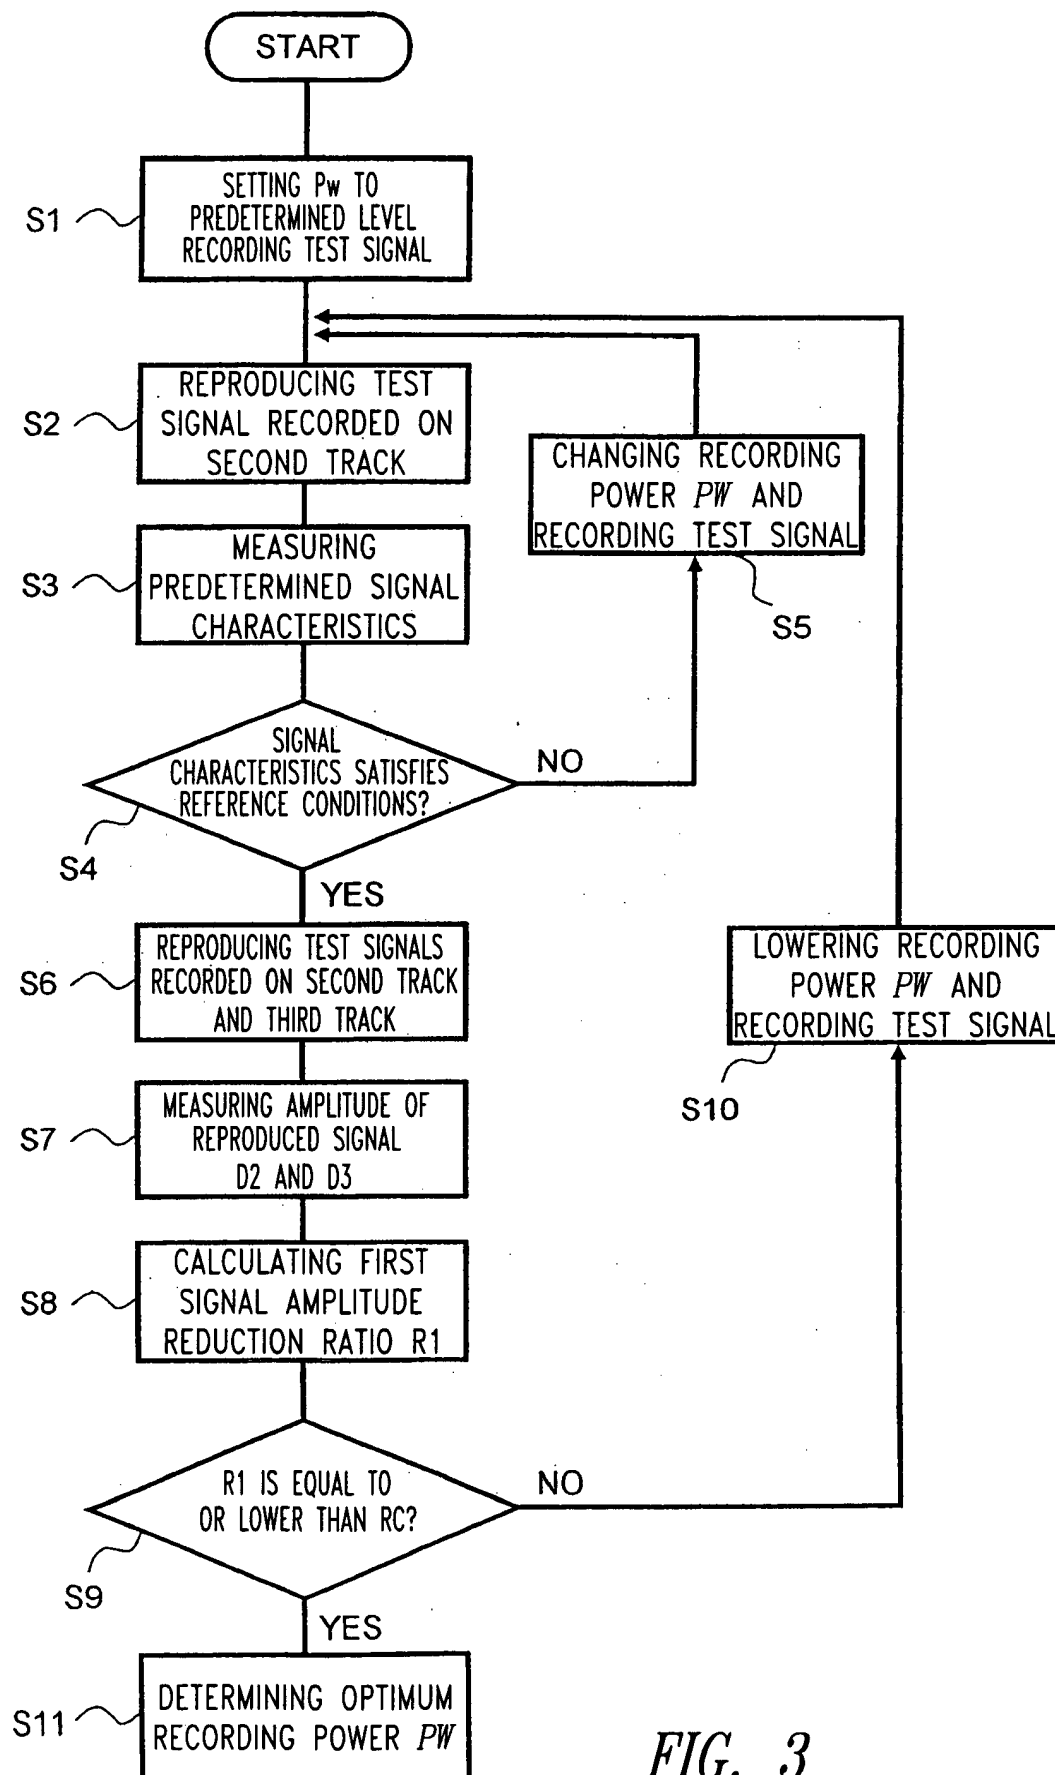 START
S1
SETTING Pw TO
PREDETERMINED LEVEL
RECORDING TEST SIGNAL
S2
REPRODUCING TEST
SIGNAL RECORDED ON
SECOND TRACK
CHANGING RECORDING
POWER PW AND
RECORDING TEST SIGNAL
S5
S3
MEASURING
PREDETERMINED SIGNAL
CHARACTERISTICS
SIGNAL
CHARACTERISTICS SATISFIES
REFERENCE CONDITIONS?
NO
S4
YES
S6
REPRODUCING TEST SIGNALS
RECORDED ON SECOND TRACK
AND THIRD TRACK
LOWERING RECORDING
POWER PW AND
RECORDING TEST SIGNAL
S10
S7
MEASURING AMPLITUDE OF
REPRODUCED SIGNAL
D2 AND D3
S8
CALCULATING FIRST
SIGNAL AMPLITUDE
REDUCTION RATIO R1
R1 IS EQUAL TO
OR LOWER THAN RC?
NO
S9
YES
S11
DETERMINING OPTIMUM
RECORDING POWER PW
FIG. 3